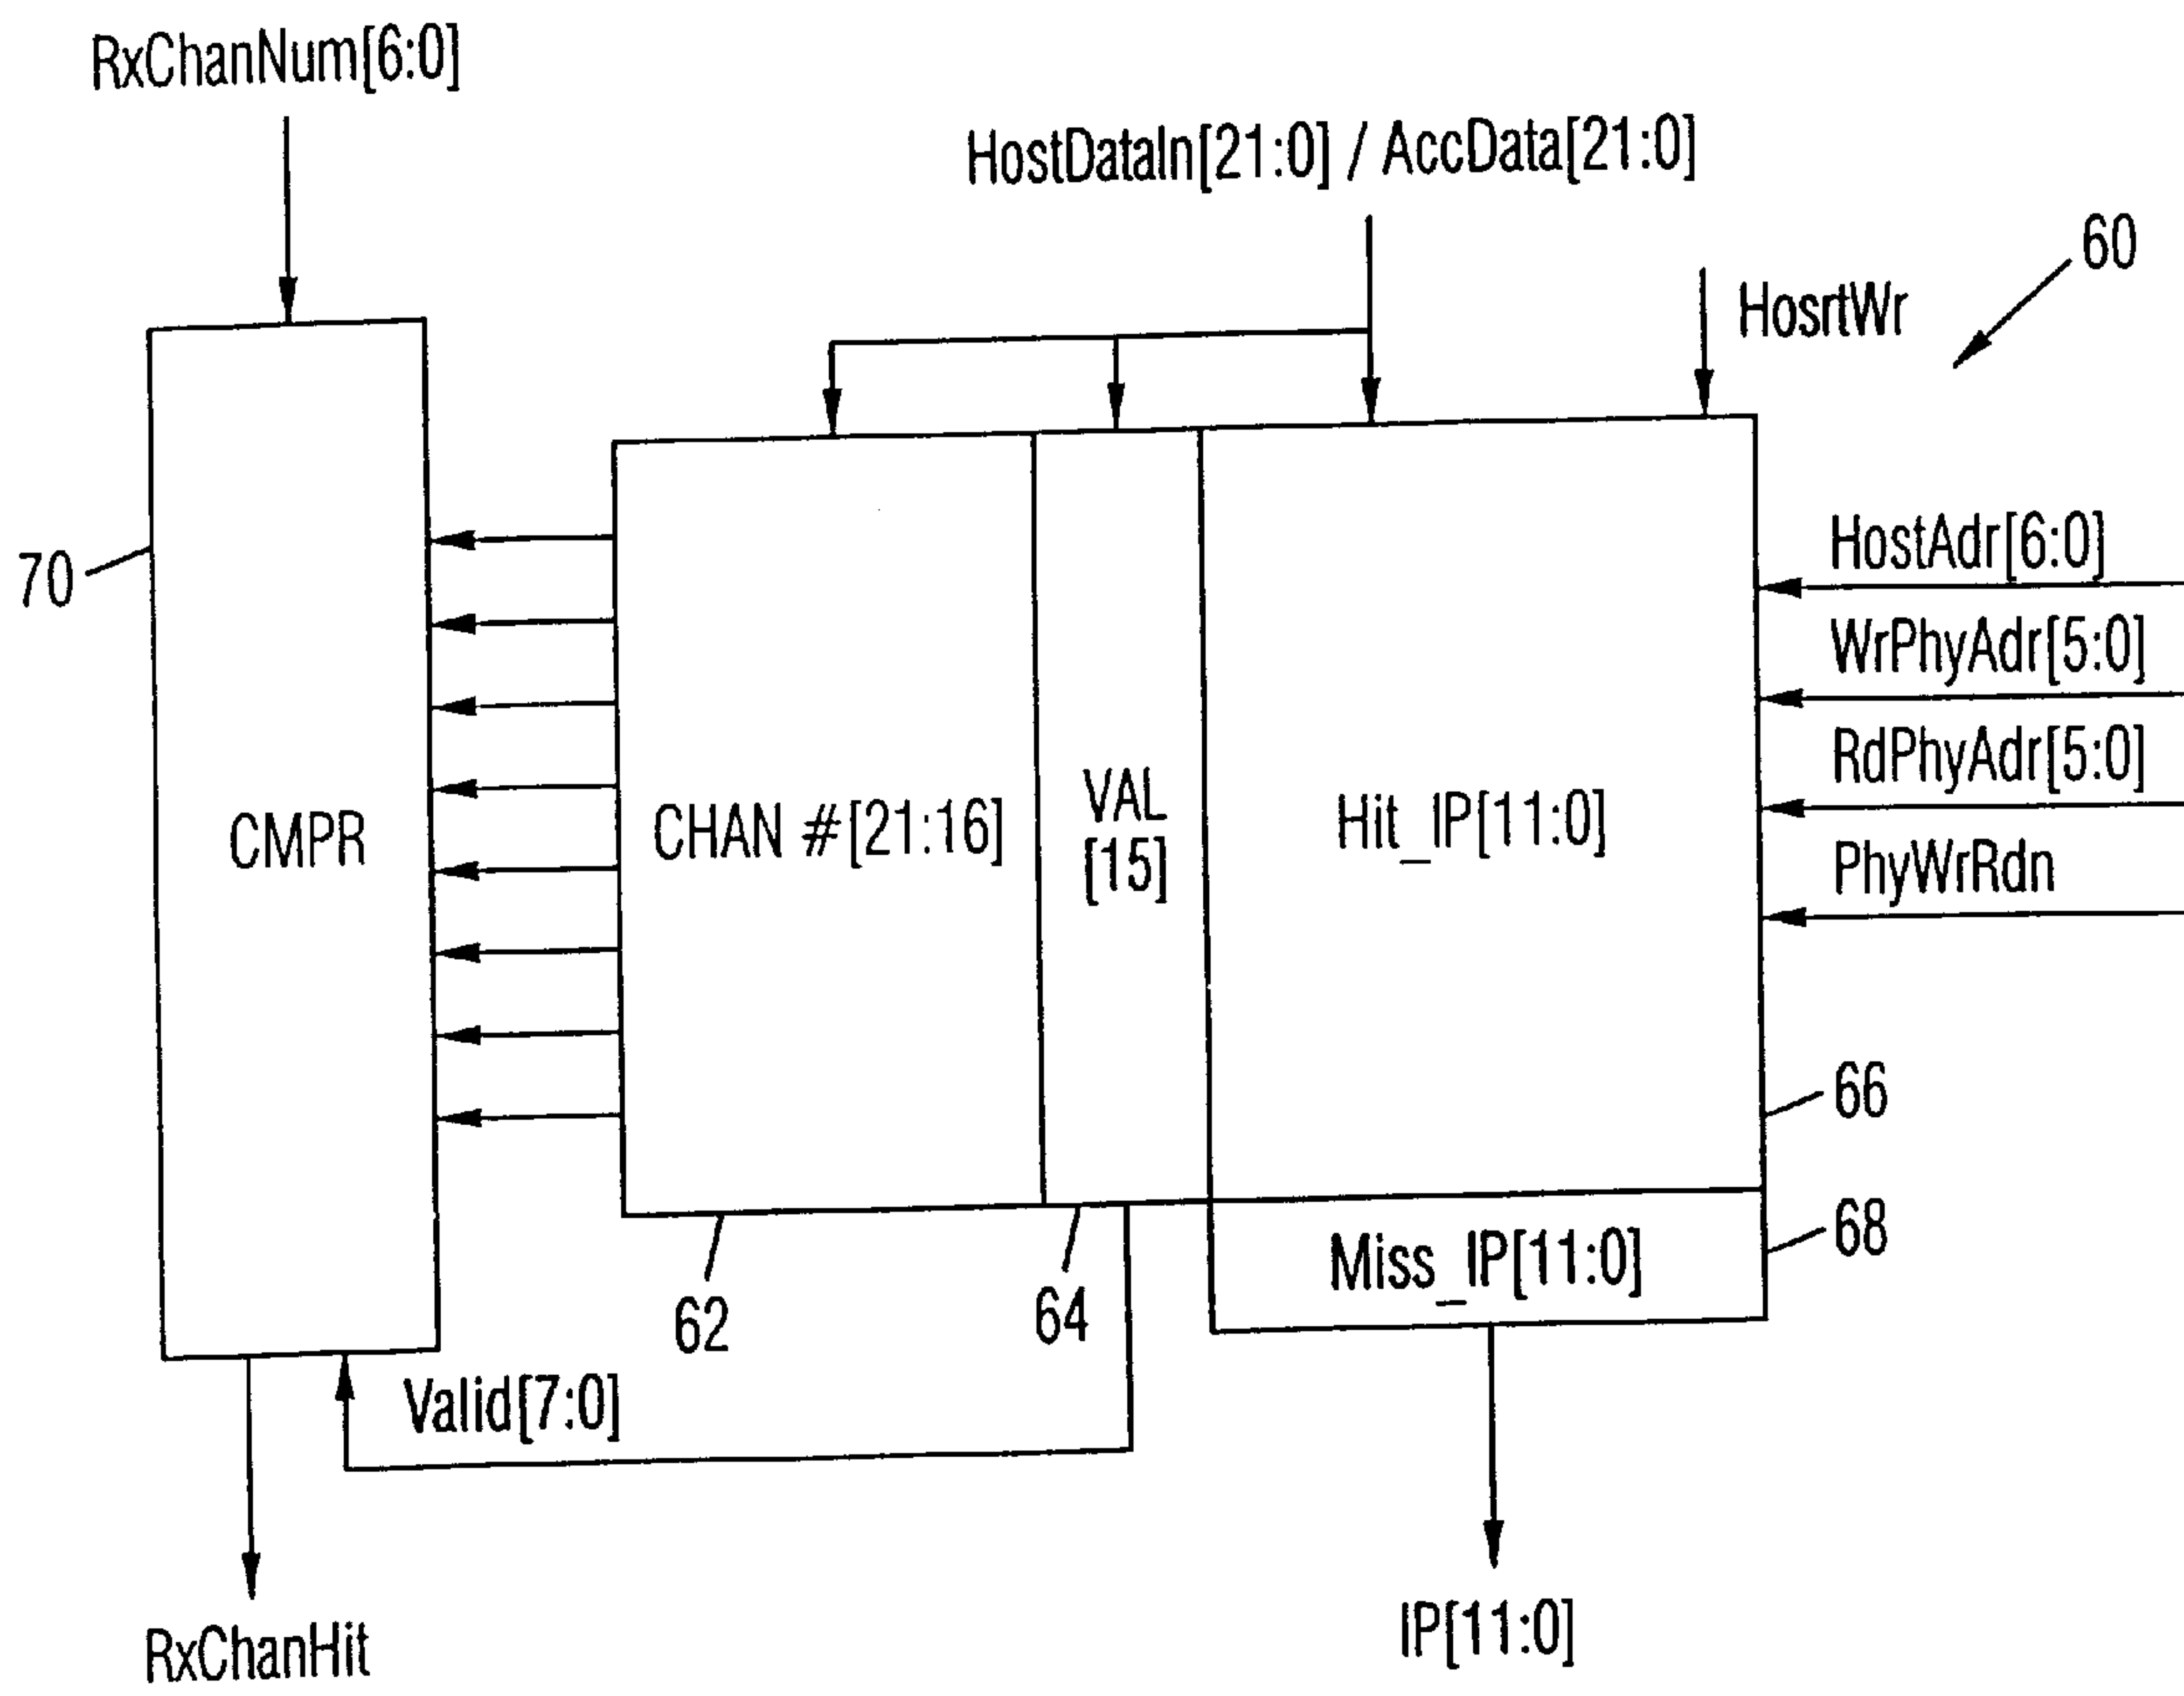 RxChanNum[6:0]
HostDataIn[21:0] / AccData[21:0]
60
HosrtWr
HostAdr[6:0]
70
WrPhyAdr[5:0]
RdPhyAdr[5:0]
CMPR
CHAN #[21:16]
VAL
[15]
Hit_IP[11:0]
PhyWrRdn
66
68
Miss_IP[11:0]
62
64
Valid[7:0]
RxChanHit
IP[11:0]